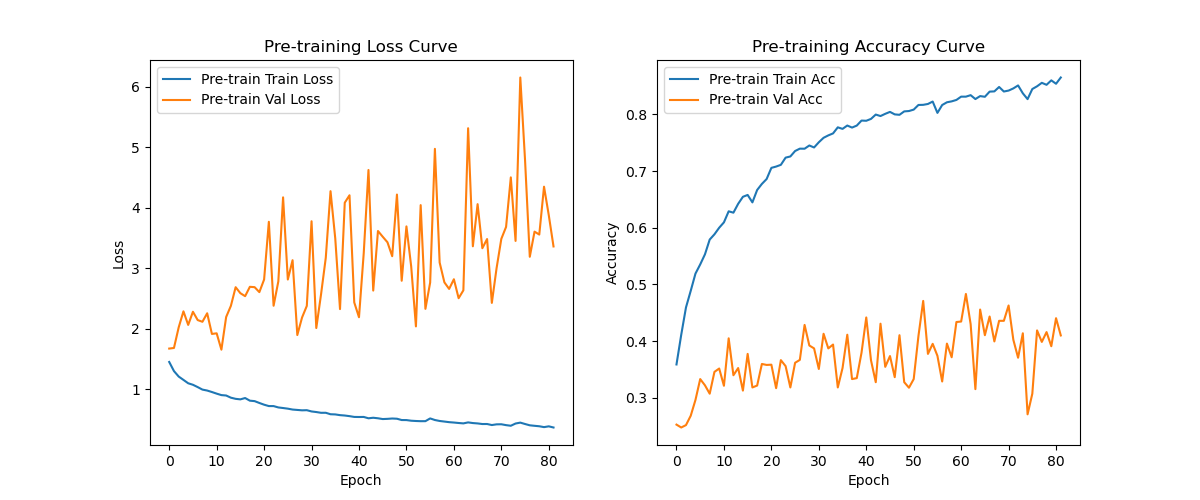 Pre-training Loss Curve
Pre-train Train Loss
Pre-train Val Loss
6
5
4
3
2
1
Loss
0 10 20 30 40 50 60 70 80
Epoch
Pre-training Accuracy Curve
Pre-train Train Acc
Pre-train Val Acc
0.8
0.7
0.6
0.5
0.4
0.3
Accuracy
0 10 20 30 40 50 60 70 80
Epoch